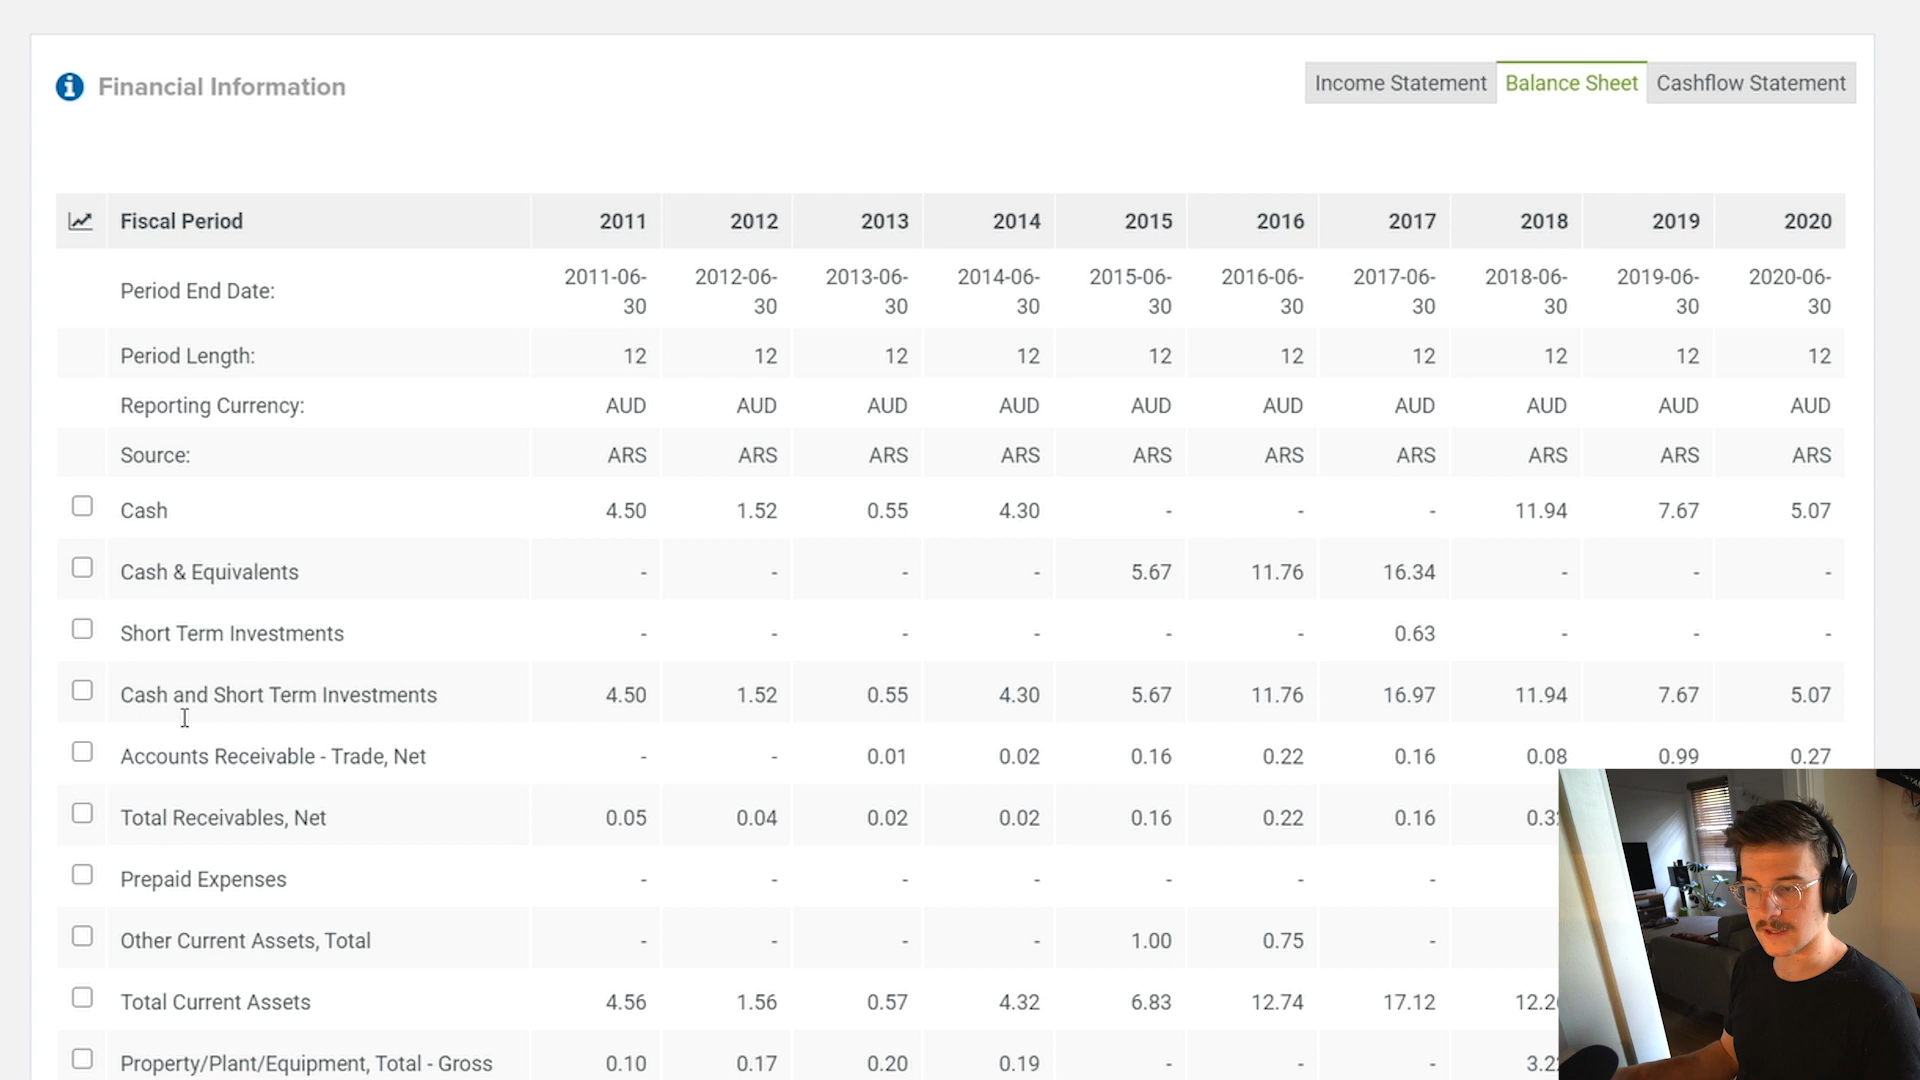 Financial Information
Income Statement Balance Sheet Cashflow Statement
Fiscal Period 2011 2012 2013 2014 2015 2016 2017 2018 2019 2020
Period End Date: 2011-06-30 2012-06-30 2013-06-30 2014-06-30 2015-06-30 2016-06-30 2017-06-30 2018-06-30 2019-06-30 2020-06-30
Period Length: 12 12 12 12 12 12 12 12 12 12
Reporting Currency: AUD AUD AUD AUD AUD AUD AUD AUD AUD AUD
Source: ARS ARS ARS ARS ARS ARS ARS ARS ARS ARS
Cash 4.50 1.52 0.55 4.30 - - - 11.94 7.67 5.07
Cash & Equivalents - - - - 5.67 11.76 16.34 - - -
Short Term Investments - - - - - - 0.63 - - -
Cash and Short Term Investments 4.50 1.52 0.55 4.30 5.67 11.76 16.97 11.94 7.67 5.07
Accounts Receivable - Trade, Net - - 0.01 0.02 0.16 0.22 0.16 0.08 0.99 0.27
Total Receivables, Net 0.05 0.04 0.02 0.02 0.16 0.22 0.16
Prepaid Expenses - - - - - - -
Other Current Assets, Total - - - - 1.00 0.75 -
Total Current Assets 4.56 1.56 0.57 4.32 6.83 12.74 17.12
Property/Plant/Equipment, Total - Gross 0.10 0.17 0.20 0.19 - - -